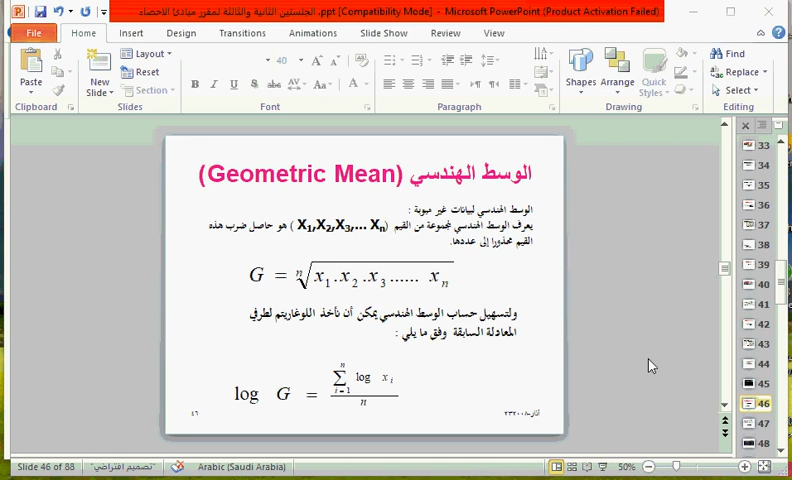 الجلستين الثانية والثالثة لمقرر مبادئ الاحصاء.ppt [Compatibility Mode] - Microsoft PowerPoint (Product Activation Failed)
File Home Insert Design Transitions Animations Slide Show Review View
Paste
Clipboard
New Slide
Layout
Reset
Section
Slides
40
Font
Paragraph
Shapes
Arrange
Quick Styles
Drawing
Find
Replace
Select
Editing
الوسط الهندسي (Geometric Mean)
الوسط الهندسي لبيانات غير مبوبة :
يعرف الوسط الهندسي لمجموعة من القيم (X1,X2,X3,... Xn ) هو حاصل ضرب هذه
القيم مجذورا إلى عددها.
G = n√x1 . x2 . x3 ...... xn
ولتسهيل حساب الوسط الهندسي يمكن أن نأخذ اللوغاريتم لطرفي
المعادلة السابقة وفق ما يلي :
log G = ∑ni=1 log xi / n
٤٦
33
34
35
36
37
38
39
40
41
42
43
44
45
46
47
48
Slide 46 of 88
"تصميم افتراضي"
Arabic (Saudi Arabia)
50%